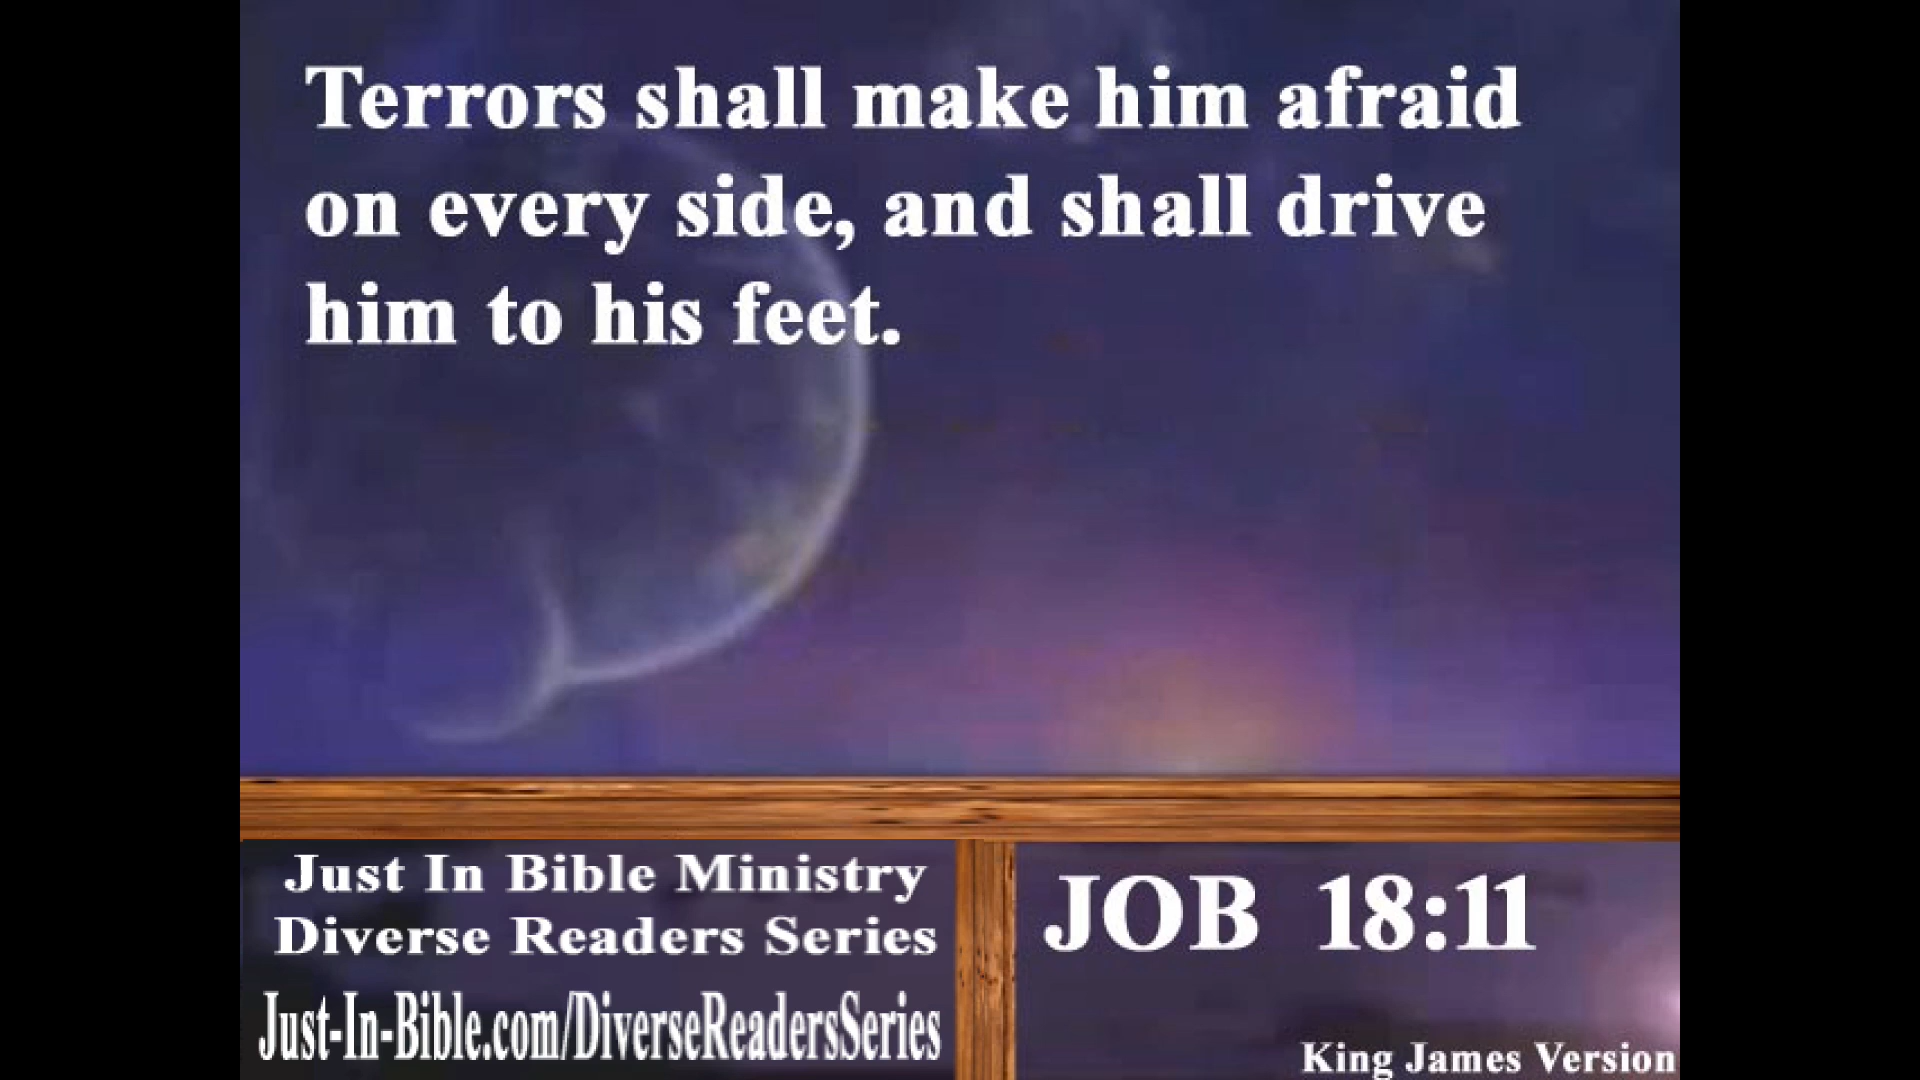 Terrors shall make him afraid
on every side, and shall drive
him to his feet.
Just In Bible Ministry
Diverse Readers Series
Just-In-Bible.com/DiverseReadersSeries
JOB 18:11
King James Version